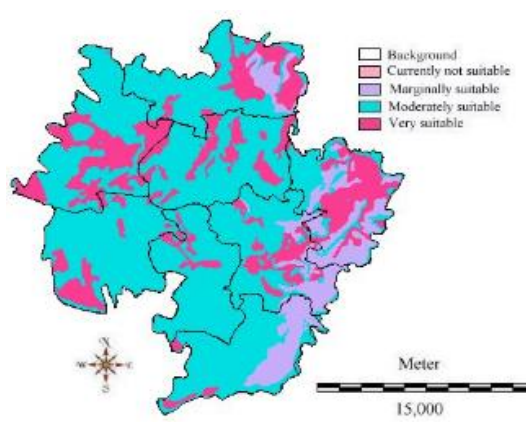 Background
Currently not suitable
Marginally suitable
Moderately suitable
Very suitable
N
W
E
S
Meter
15,000